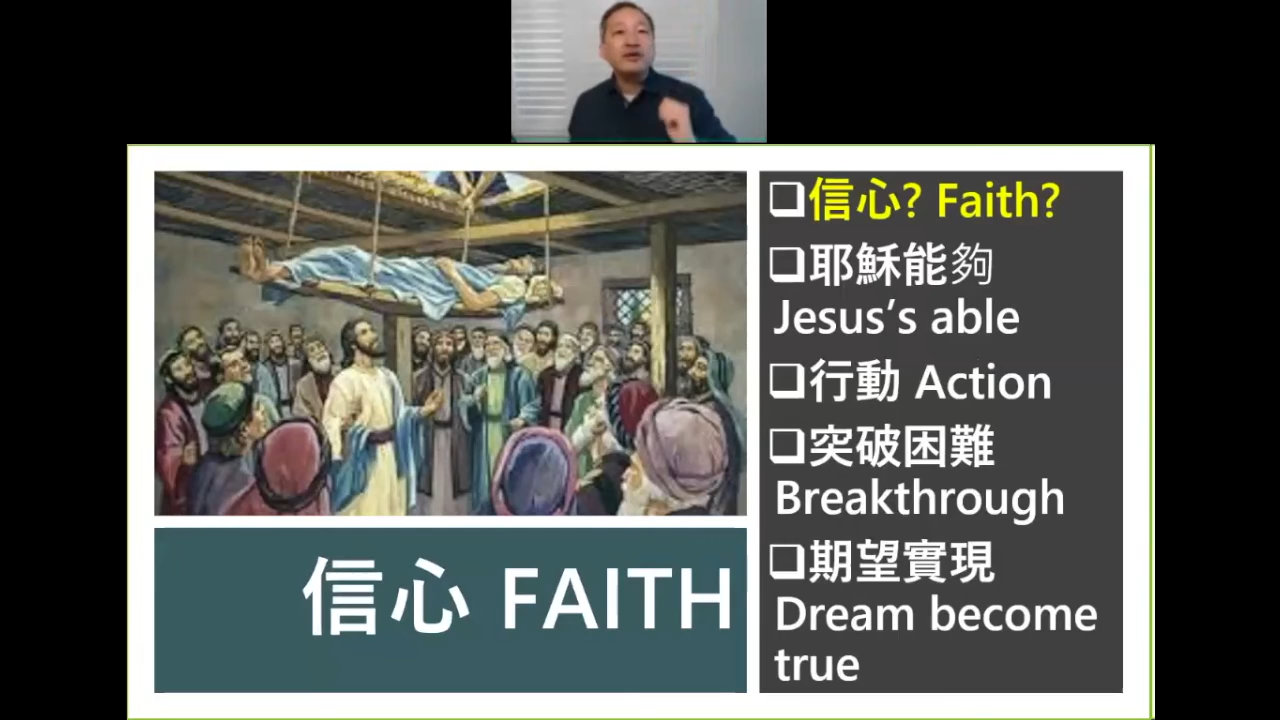 信心 FAITH
❑信心? Faith?
❑耶穌能夠
Jesus’s able
❑行動 Action
❑突破困難
Breakthrough
❑期望實現
Dream become
true